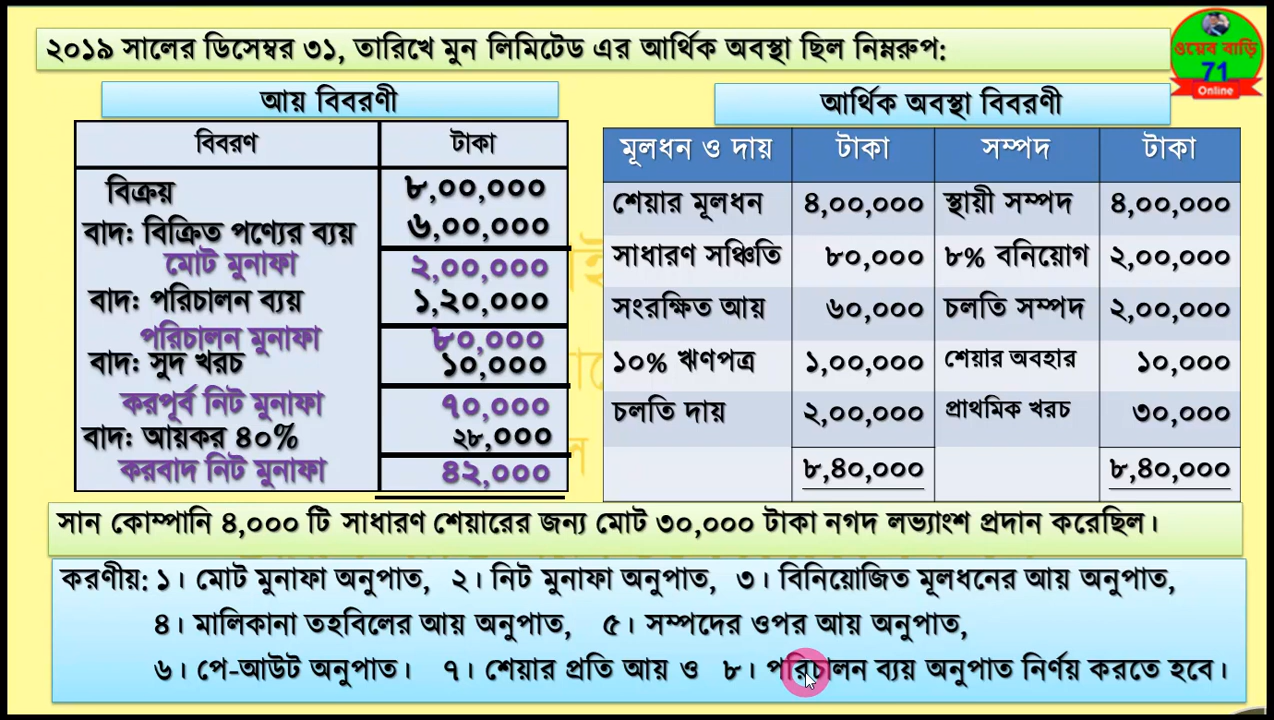 ২০১৯ সালের ডিসেম্বর ৩১, তারিখে মুন লিমিটেড এর আর্থিক অবস্থা ছিল নিম্নরুপ:
ওয়েব বাড়ি
71
Online
আয় বিবরণী
বিবরণ টাকা
বিক্রয় ৮,০০,০০০
বাদ: বিক্রিত পণ্যের ব্যয় ৬,০০,০০০
মোট মুনাফা ২,০০,০০০
বাদ: পরিচালন ব্যয় ১,২০,০০০
পরিচালন মুনাফা ৮০,০০০
বাদ: সুদ খরচ ১০,০০০
করপূর্ব নিট মুনাফা ৭০,০০০
বাদ: আয়কর ৪০% ২৮,০০০
করবাদ নিট মুনাফা ৪২,০০০
আর্থিক অবস্থা বিবরণী
মূলধন ও দায় টাকা সম্পদ টাকা
শেয়ার মূলধন ৪,০০,০০০ স্থায়ী সম্পদ ৪,০০,০০০
সাধারণ সঞ্চিতি ৮০,০০০ ৮% বনিয়োগ ২,০০,০০০
সংরক্ষিত আয় ৬০,০০০ চলতি সম্পদ ২,০০,০০০
১০% ঋণপত্র ১,০০,০০০ শেয়ার অবহার ১০,০০০
চলতি দায় ২,০০,০০০ প্রাথমিক খরচ ৩০,০০০
৮,৪০,০০০ ৮,৪০,০০০
সান কোম্পানি ৪,০০০ টি সাধারণ শেয়ারের জন্য মোট ৩০,০০০ টাকা নগদ লভ্যাংশ প্রদান করেছিল।
করণীয়: ১। মোট মুনাফা অনুপাত, ২। নিট মুনাফা অনুপাত, ৩। বিনিয়োজিত মূলধনের আয় অনুপাত,
৪। মালিকানা তহবিলের আয় অনুপাত, ৫। সম্পদের ওপর আয় অনুপাত,
৬। পে-আউট অনুপাত। ৭। শেয়ার প্রতি আয় ও ৮। পরিচালন ব্যয় অনুপাত নির্ণয় করতে হবে।